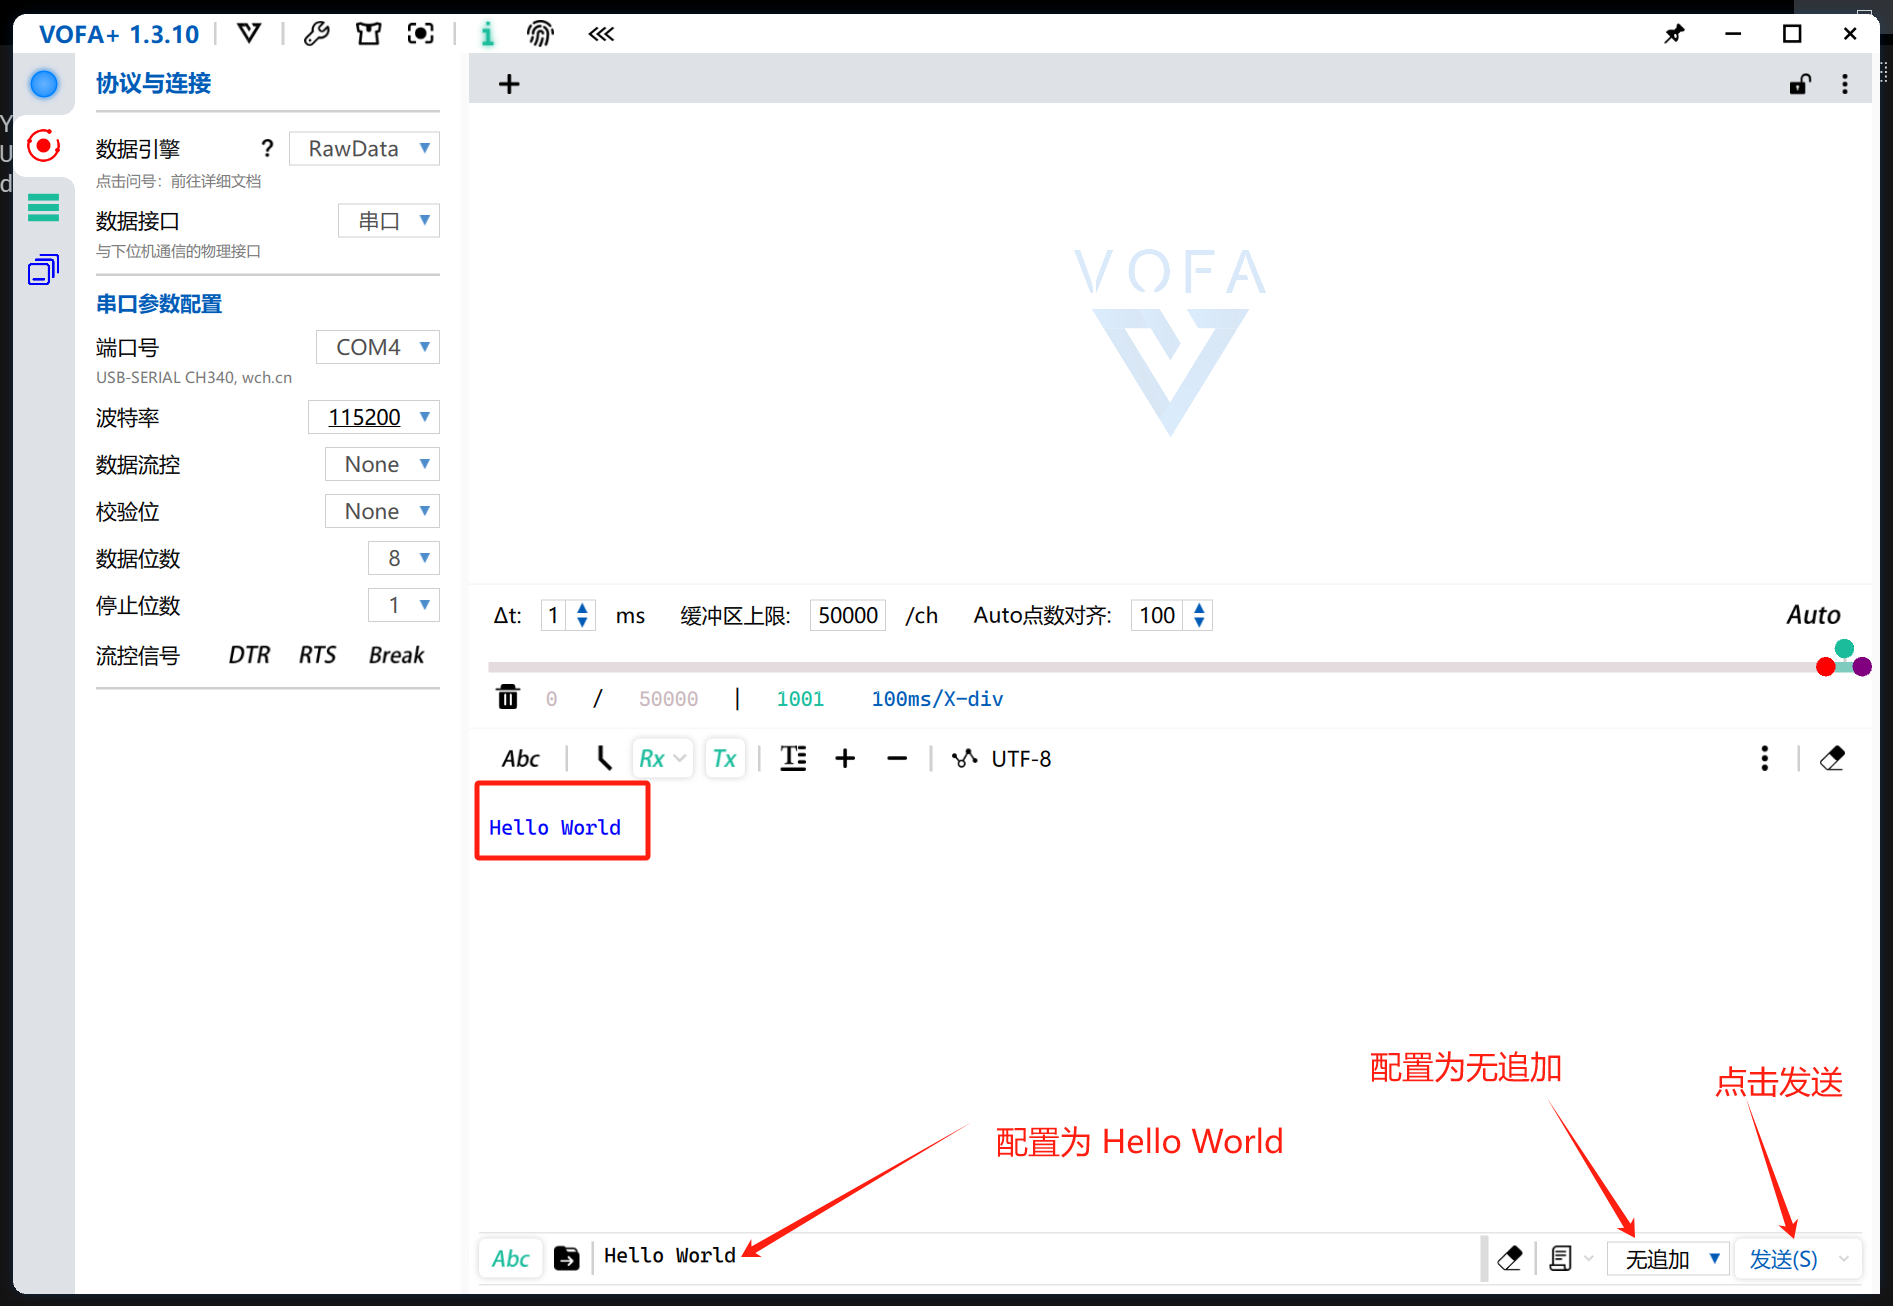 VOFA+ 1.3.10
协议与连接
数据引擎 ? RawData
点击问号：前往详细文档
数据接口 串口
与下位机通信的物理接口
串口参数配置
端口号 COM4
USB-SERIAL CH340, wch.cn
波特率 115200
数据流控 None
校验位 None
数据位数 8
停止位数 1
流控信号 DTR RTS Break
VOFA
Δt: 1 ms 缓冲区上限: 50000 /ch Auto点数对齐: 100 Auto
0 / 50000 | 1001 100ms/X-div
Abc Rx Tx UTF-8
Hello World
配置为无追加
点击发送
配置为 Hello World
Abc Hello World 无追加 发送(S)
Y
U
d